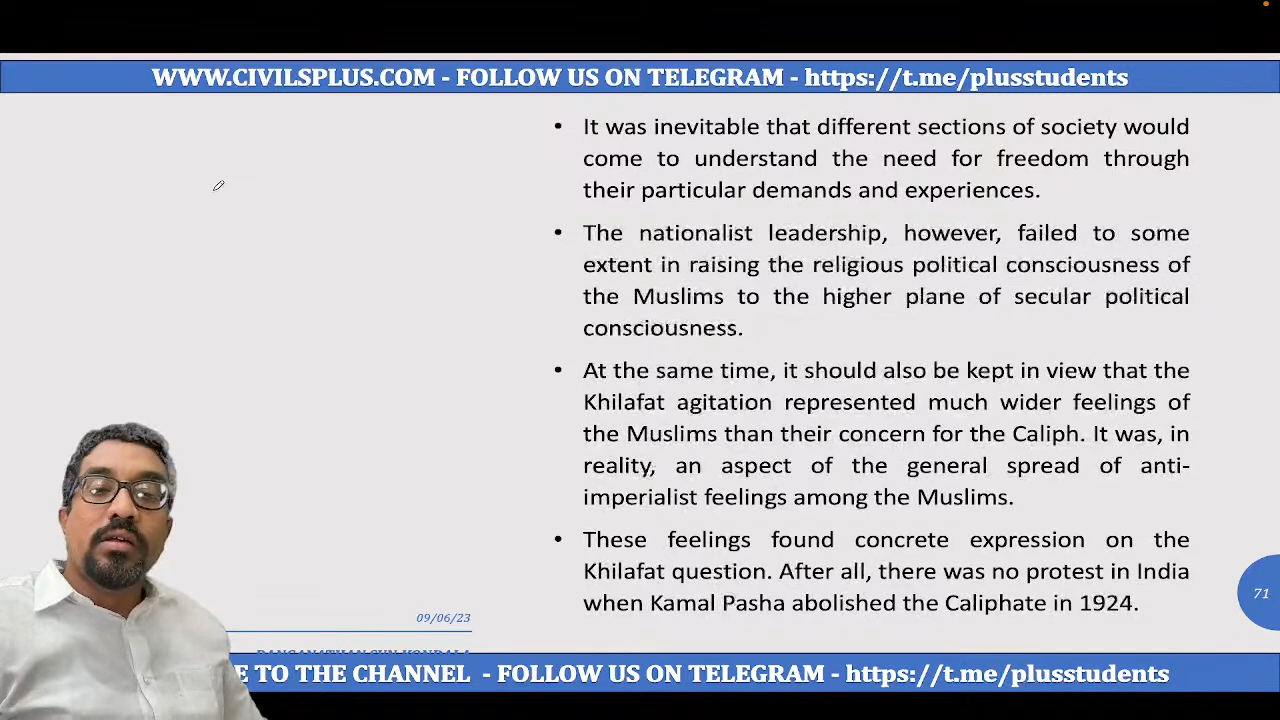 WWW.CIVILSPLUS.COM - FOLLOW US ON TELEGRAM - https://t.me/plusstudents
• It was inevitable that different sections of society would
come to understand the need for freedom through
their particular demands and experiences.
• The nationalist leadership, however, failed to some
extent in raising the religious political consciousness of
the Muslims to the higher plane of secular political
consciousness.
• At the same time, it should also be kept in view that the
Khilafat agitation represented much wider feelings of
the Muslims than their concern for the Caliph. It was, in
reality, an aspect of the general spread of anti-
imperialist feelings among the Muslims.
• These feelings found concrete expression on the
Khilafat question. After all, there was no protest in India
when Kamal Pasha abolished the Caliphate in 1924.
71
09/06/23
E TO THE CHANNEL - FOLLOW US ON TELEGRAM - https://t.me/plusstudents